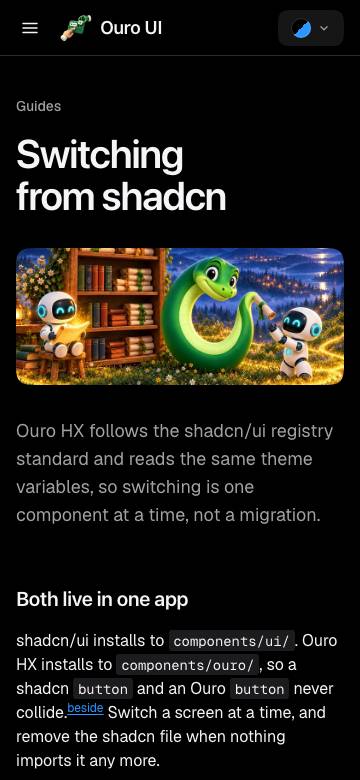 Ouro UI
Guides
Switching
from shadcn
Ouro HX follows the shadcn/ui registry
standard and reads the same theme
variables, so switching is one
component at a time, not a migration.
Both live in one app
shadcn/ui installs to components/ui/. Ouro
HX installs to components/ouro/, so a
shadcn button and an Ouro button never
collide.beside Switch a screen at a time, and
remove the shadcn file when nothing
imports it any more.